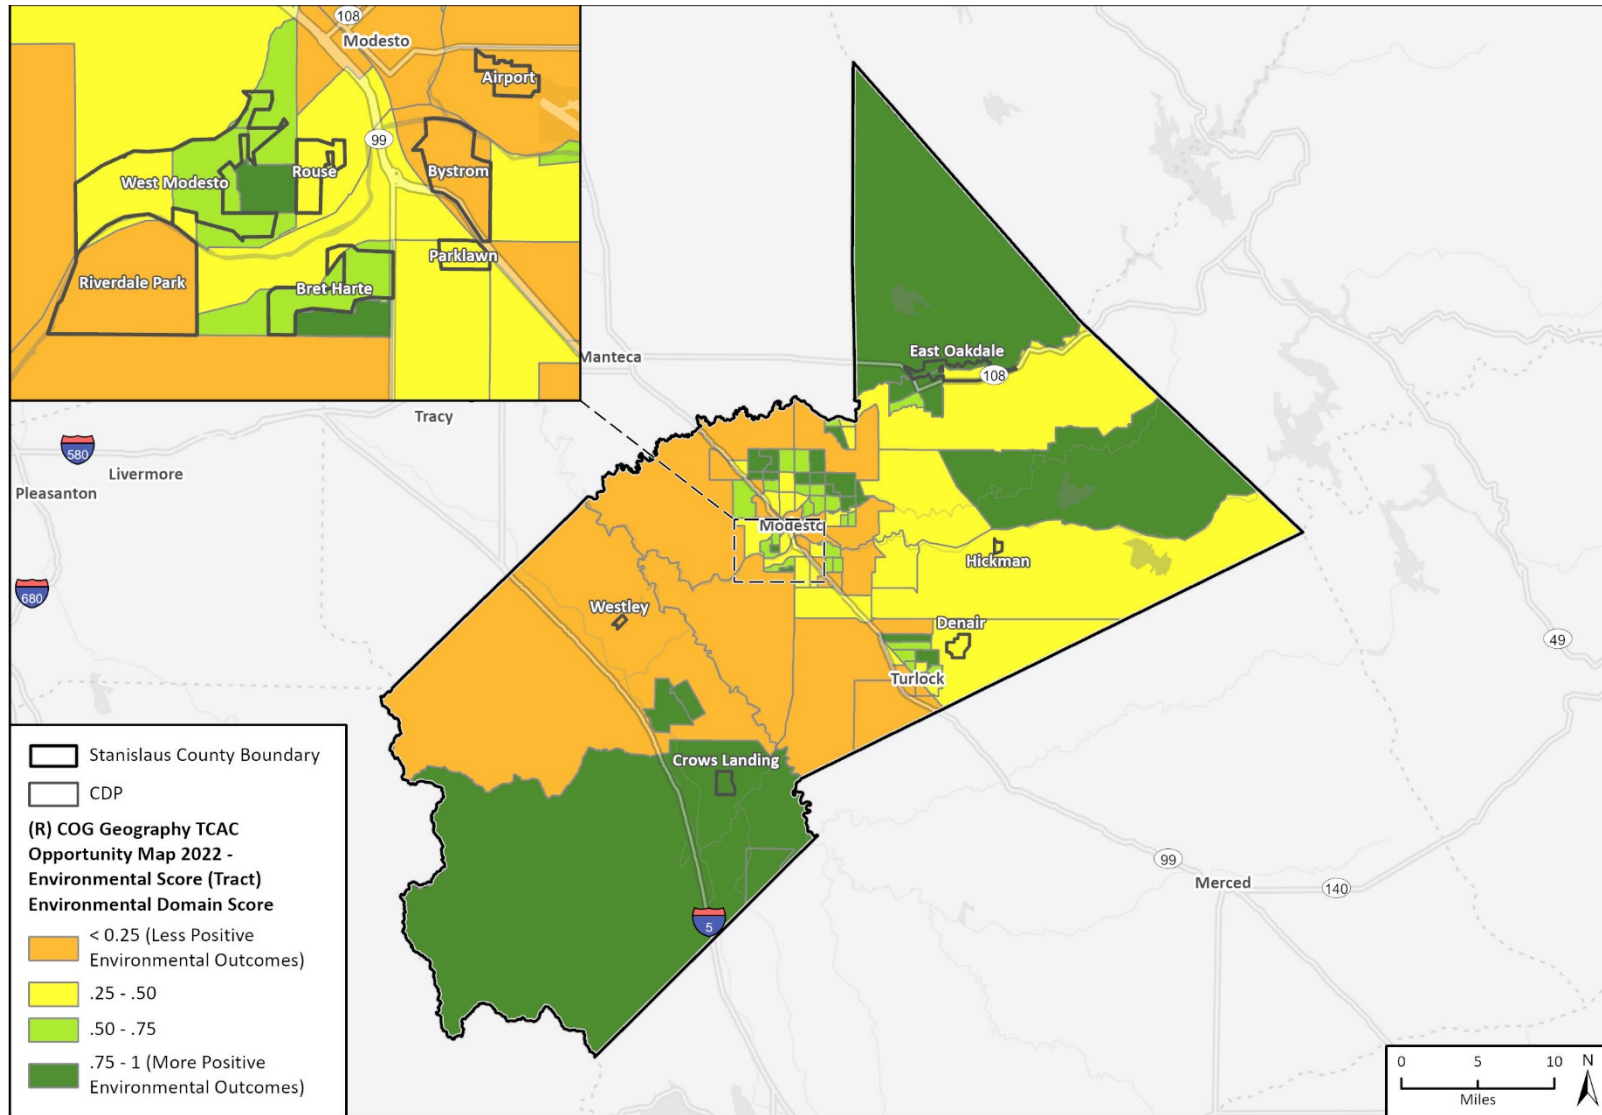 108
Modesto
Airport
99
West Modesto
Rouse
Bystrom
Parklawn
Riverdale Park
Bret Harte
Manteca
Tracy
580
Livermore
Pleasanton
680
East Oakdale
108
Modesto
Hickman
Westley
Denair
Turlock
49
Crows Landing
99
Merced
140
5
Stanislaus County Boundary
CDP
(R) COG Geography TCAC
Opportunity Map 2022 -
Environmental Score (Tract)
Environmental Domain Score
< 0.25 (Less Positive
Environmental Outcomes)
.25 - .50
.50 - .75
.75 - 1 (More Positive
Environmental Outcomes)
0 5 10
Miles
N